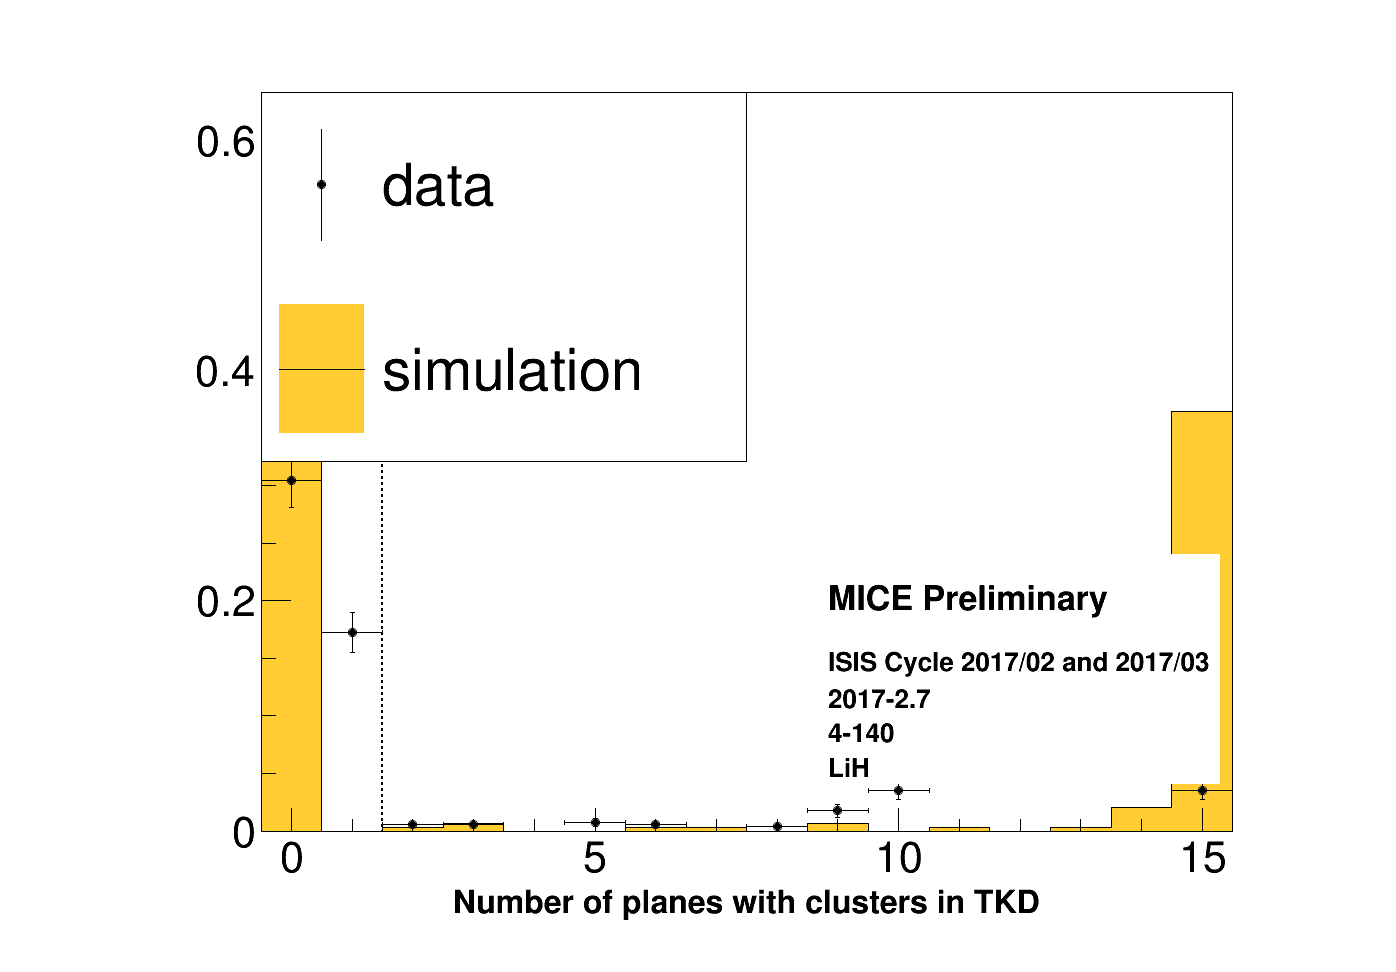 0.6
data
0.4
simulation
0.2
MICE Preliminary
ISIS Cycle 2017/02 and 2017/03
2017-2.7
4-140
LiH
0
0 5 10 15
Number of planes with clusters in TKD